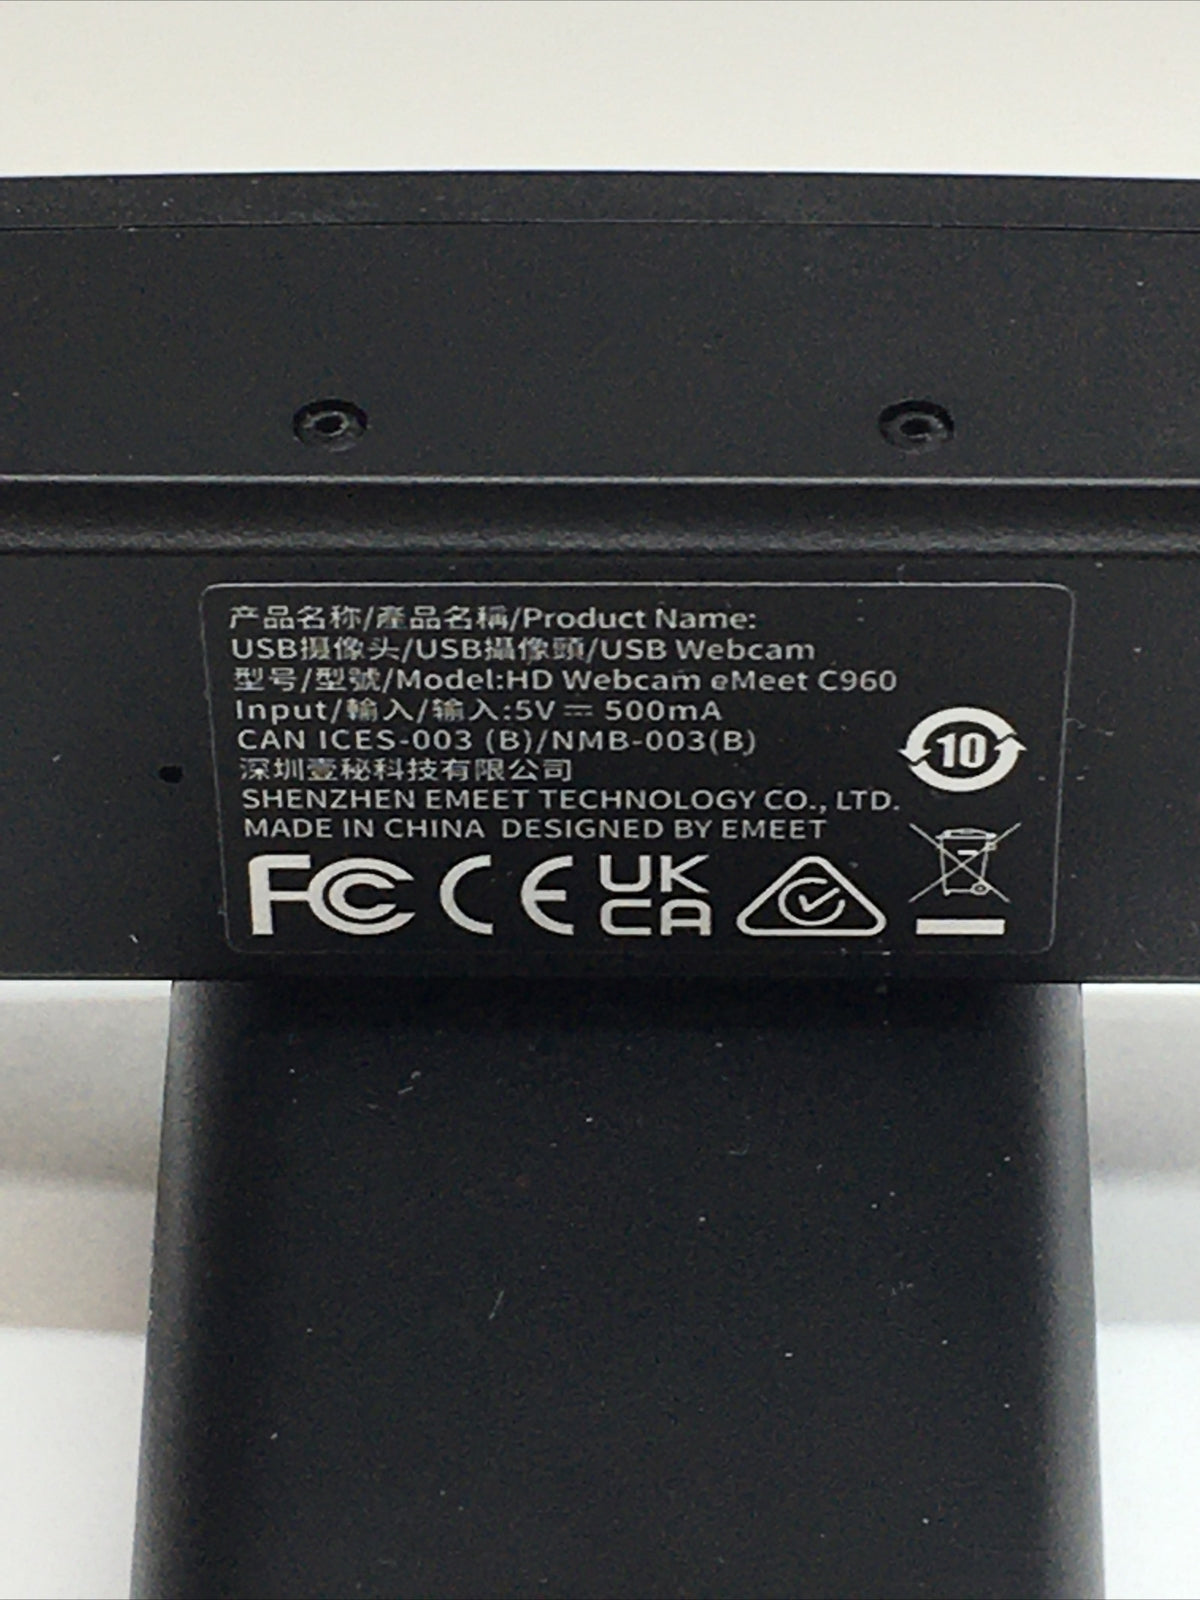 产品名称/產品名稱/Product Name:
USB摄像头/USB攝像頭/USB Webcam
型号/型號/Model:HD Webcam eMeet C960
Input/輸入/输入:5V ⎓ 500mA
CAN ICES-003 (B)/NMB-003(B)
深圳壹秘科技有限公司
SHENZHEN EMEET TECHNOLOGY CO., LTD.
MADE IN CHINA DESIGNED BY EMEET
10
FC CE UK CA